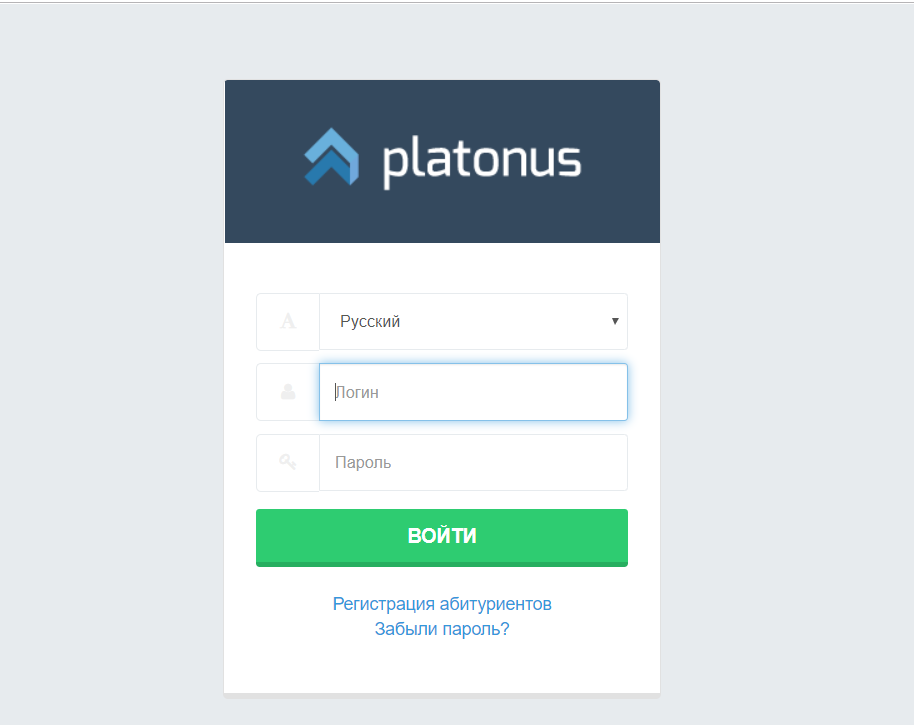 platonus
Русский
Логин
Пароль
ВОЙТИ
Регистрация абитуриентов
Забыли пароль?